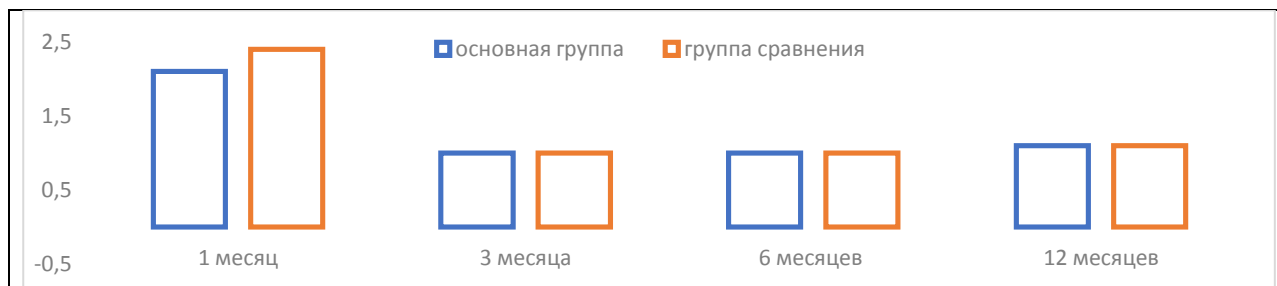 2,5
основная группа
группа сравнения
1,5
0,5
1 месяц
3 месяца
6 месяцев
12 месяцев
-0,5